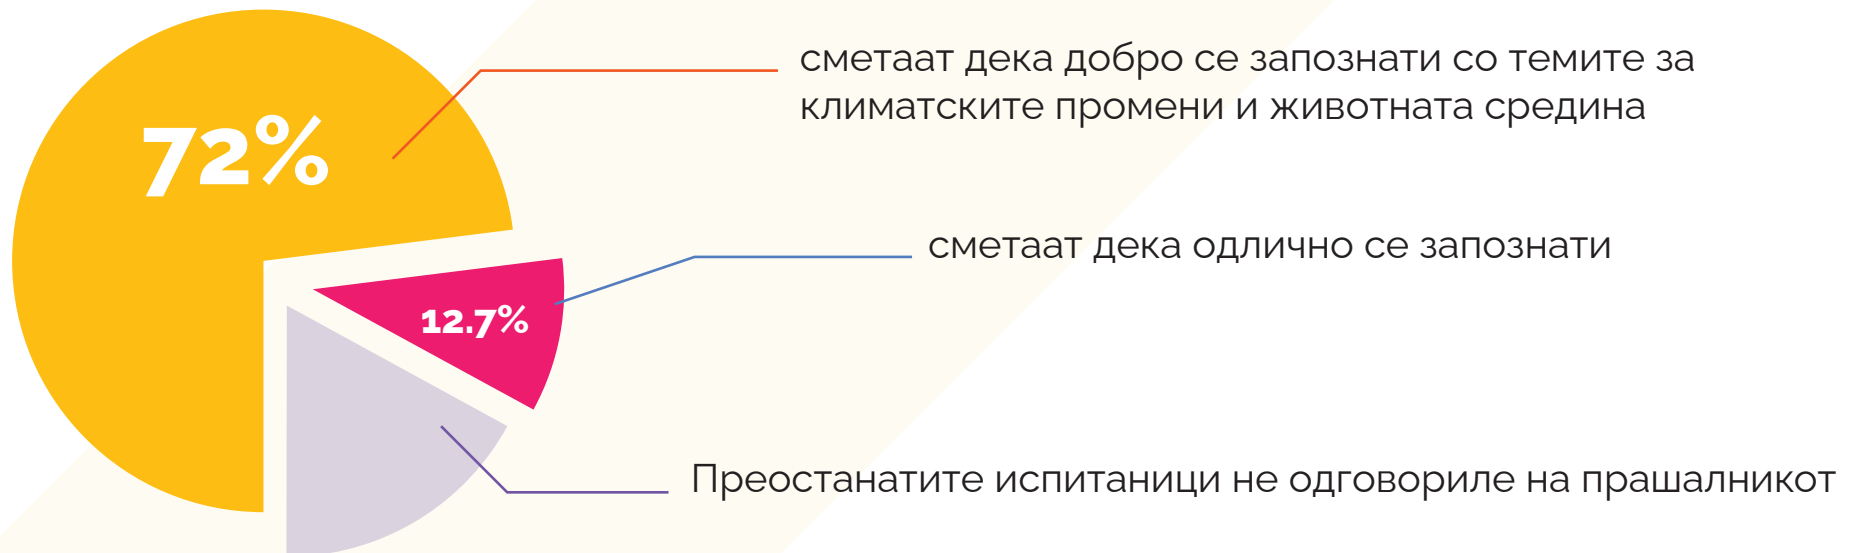 72%
сметаат дека добро се запознати со темите за
климатските промени и животната средина
сметаат дека одлично се запознати
12.7%
Преостанатите испитаници не одговориле на прашалникот